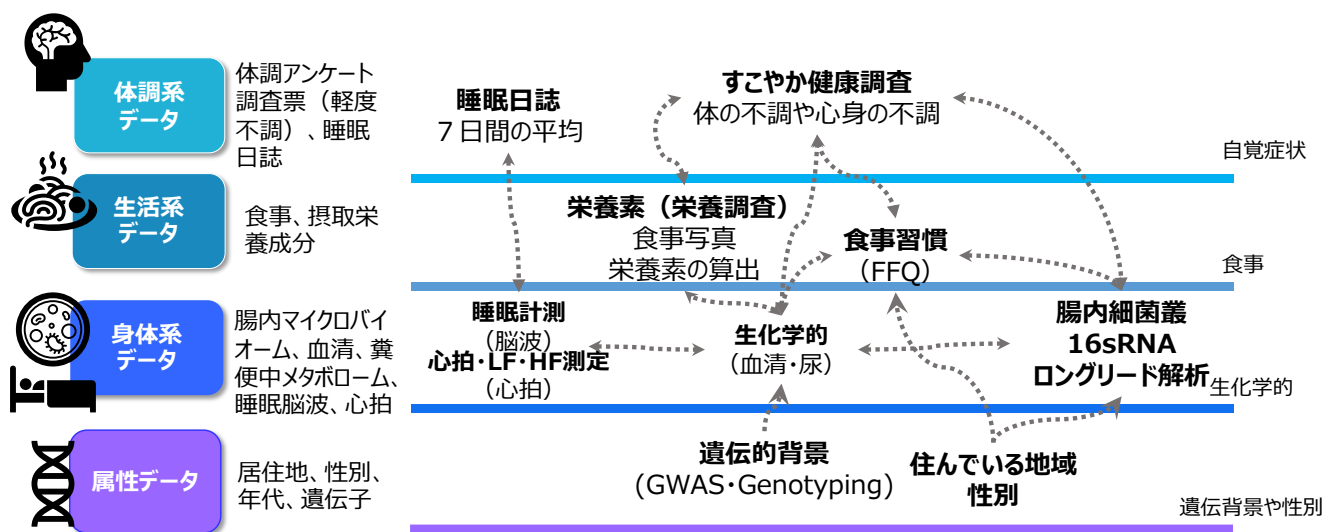 体調系
データ
体調アンケート
調査票（軽度
不調）、睡眠
日誌
生活系
データ
食事、摂取栄
養成分
身体系
データ
腸内マイクロバイ
オーム、血清、糞
便中メタボローム、
睡眠脳波、心拍
属性データ
居住地、性別、
年代、遺伝子
睡眠日誌
７日間の平均
すこやか健康調査
体の不調や心身の不調
自覚症状
栄養素（栄養調査）
食事写真
栄養素の算出
食事習慣
（FFQ）
食事
睡眠計測
（脳波）
心拍・LF・HF測定
（心拍）
生化学的
（血清・尿）
腸内細菌叢
16sRNA
ロングリード解析
生化学的
遺伝的背景
（GWAS・Genotyping）
住んでいる地域
性別
遺伝背景や性別